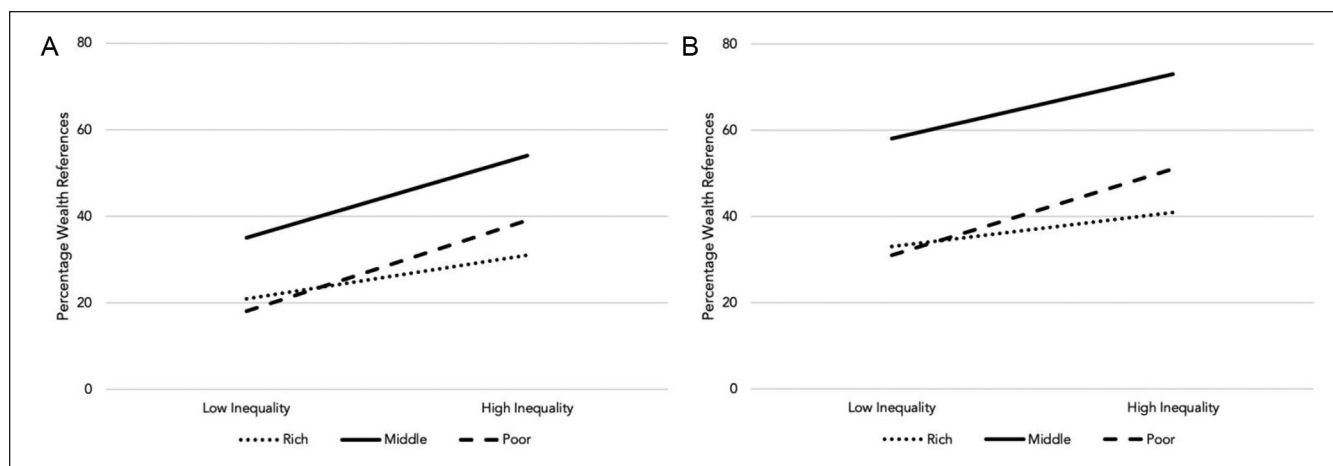 A
80
60
40
20
0
Percentage Wealth References
Low Inequality
High Inequality
Rich
Middle
Poor
B
80
60
40
20
0
Percentage Wealth References
Low Inequality
High Inequality
Rich
Middle
Poor